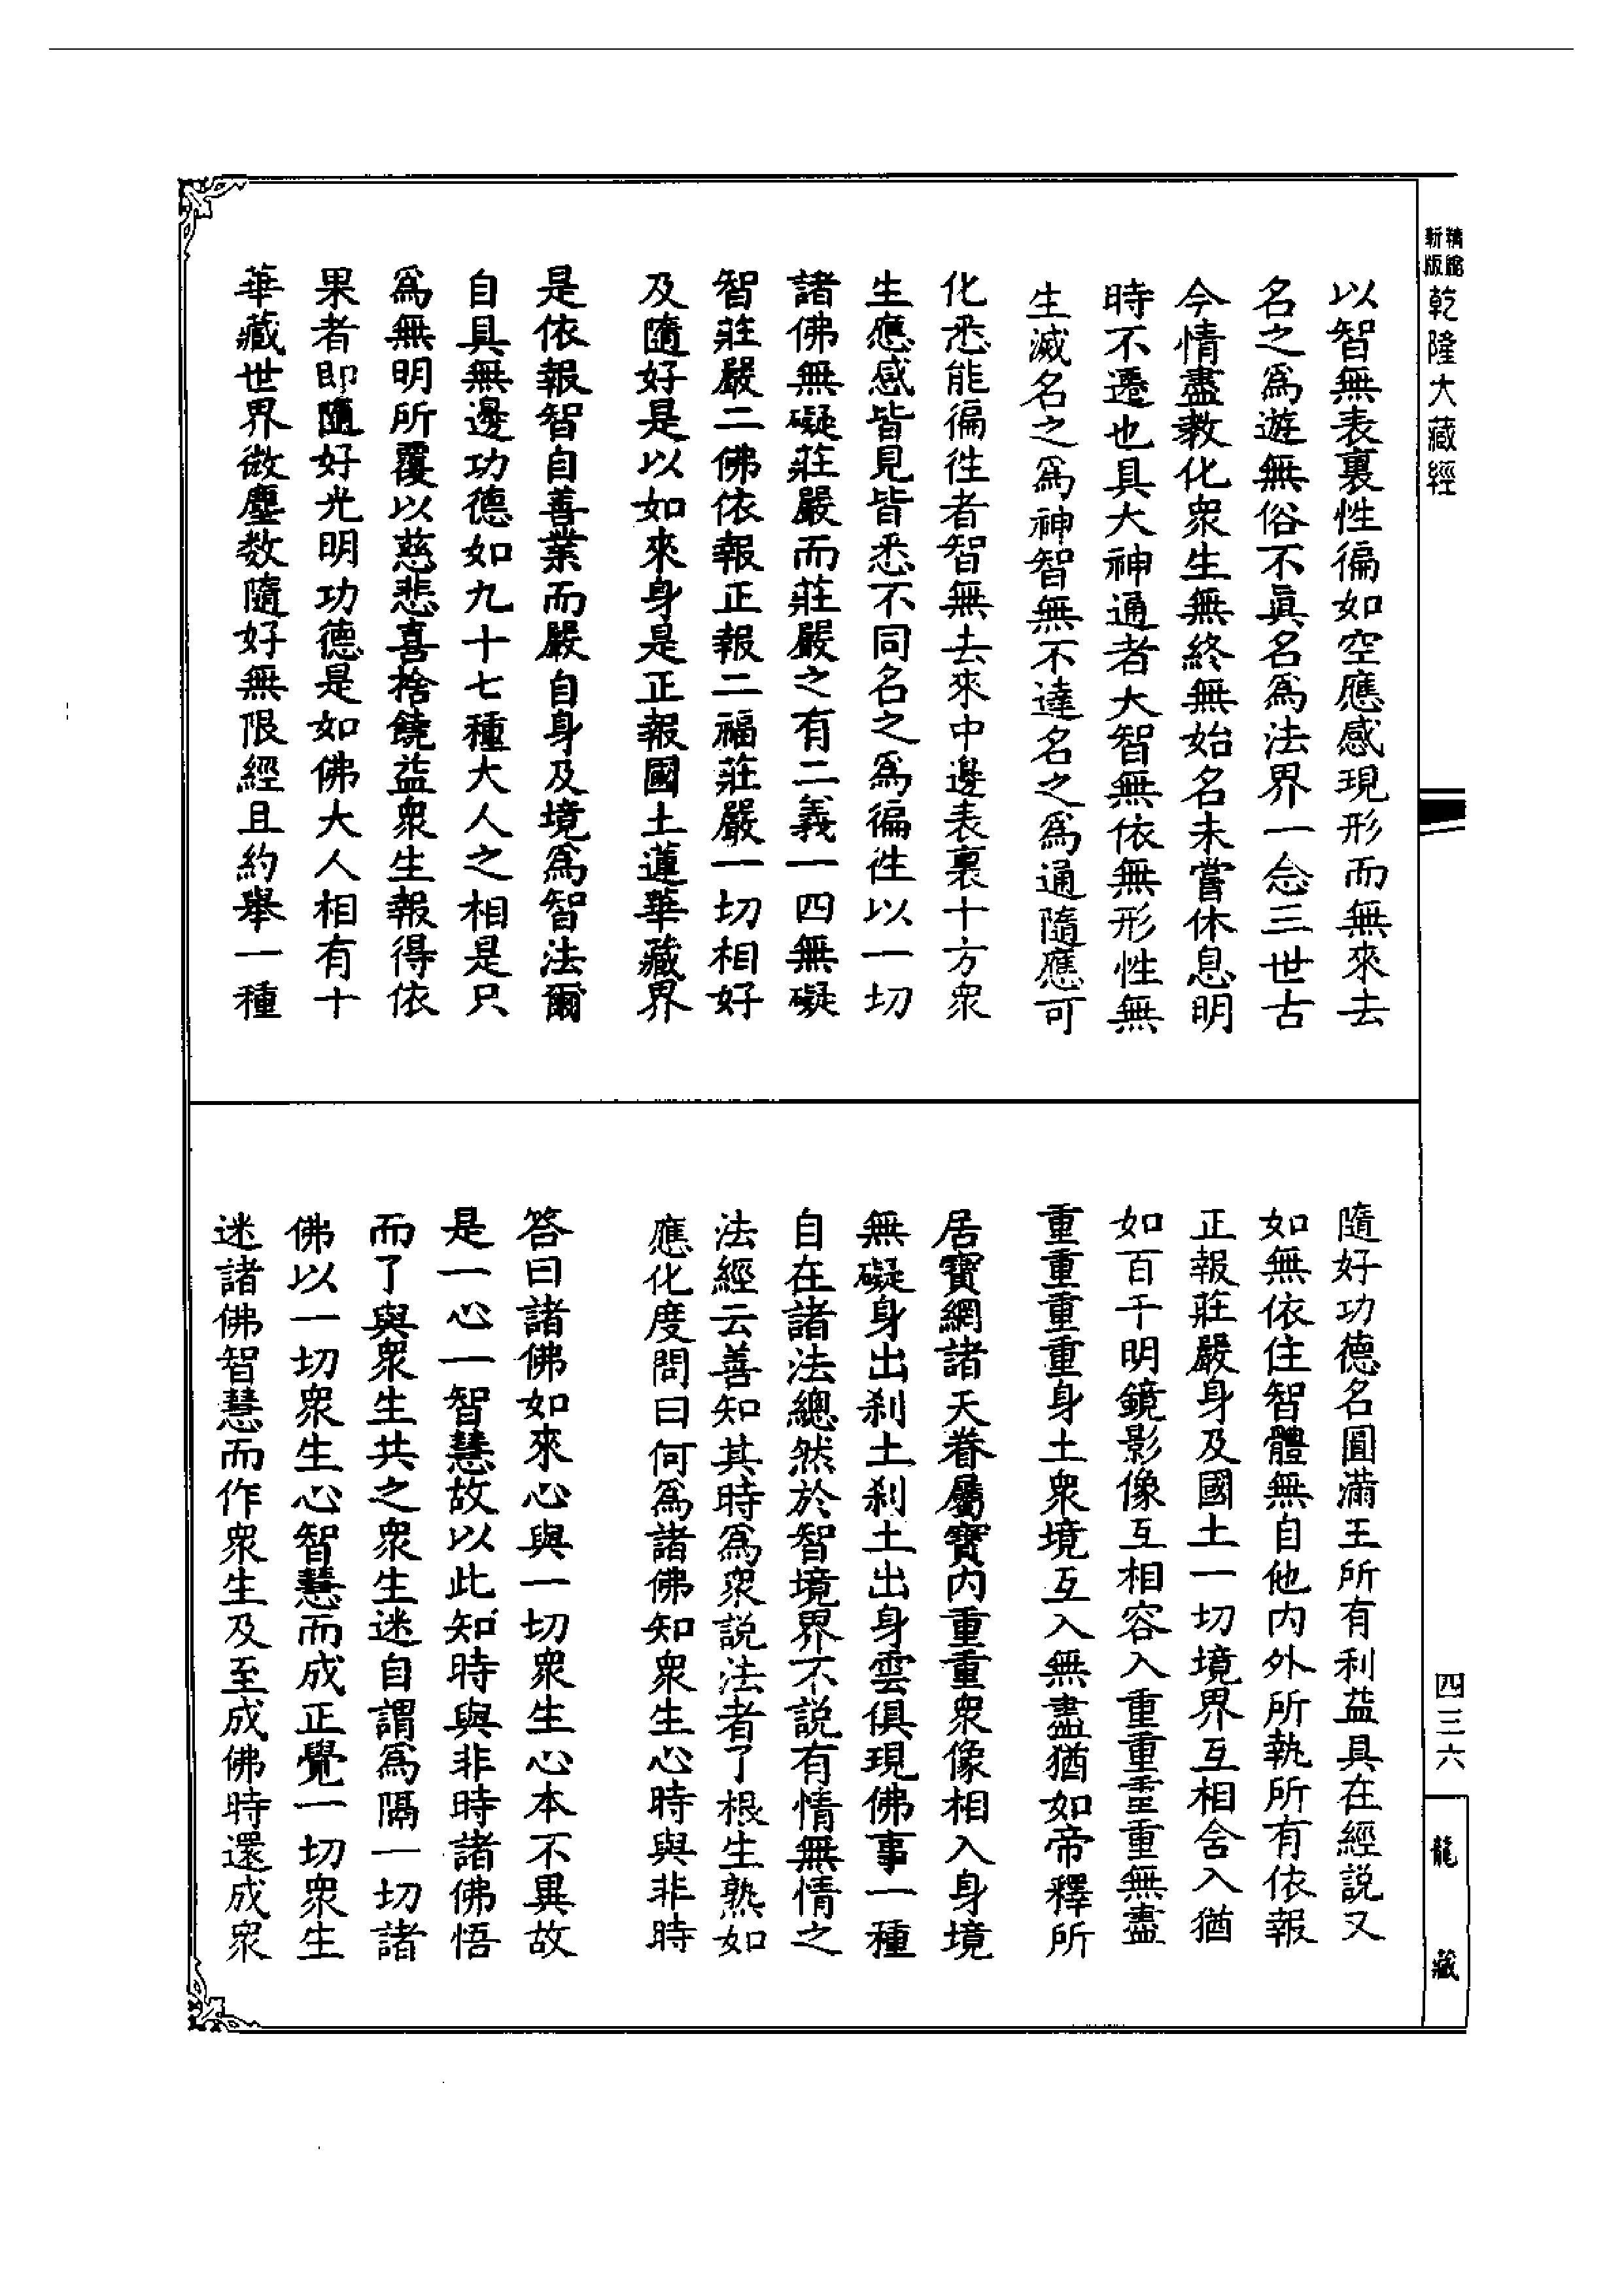 精縮
新版
乾隆大藏經
以智無表裏性徧如空應感現形而無來去
名之爲遊無俗不眞名爲法界一念三世古
今情盡教化衆生無終無始名未嘗休息明
時不遷也具大神通者大智無依無形性無
生滅名之爲神智無不達名之爲通隨應可
化悉能徧徃者智無去來中邊表裏十方衆
生應感皆見皆悉不同名之爲徧徃以一切
諸佛無礙莊嚴而莊嚴之有二義一四無礙
智莊嚴二佛依報正報二福莊嚴一切相好
及隨好是以如來身是正報國土蓮華藏界
是依報智自善業而嚴自身及境爲智法爾
自具無邊功德如九十七種大人之相是只
爲無明所覆以慈悲喜捨饒益衆生報得依
果者即隨好光明功德是如佛大人相有十
華藏世界微塵數隨好無限經且約舉一種
隨好功德名圓滿王所有利益具在經説又
如無依住智體無自他内外所執所有依報
正報莊嚴身及國土一切境界互相含入猶
如百千明鏡影像互相容入重重重重無盡
重重重重身土衆境互入無盡猶如帝釋所
居寶網諸天眷屬寶内重重衆像相入身境
無礙身出刹土刹土出身雲俱現佛事一種
自在諸法總然於智境界不説有情無情之
法經云善知其時爲衆説法者了根生熟如
應化度問曰何爲諸佛知衆生心時與非時
答曰諸佛如來心與一切衆生心本不異故
是一心一智慧故以此知時與非時諸佛悟
而了與衆生共之衆生迷自謂爲隔一切諸
佛以一切衆生心智慧而成正覺一切衆生
迷諸佛智慧而作衆生及至成佛時還成衆
四三六
龍藏